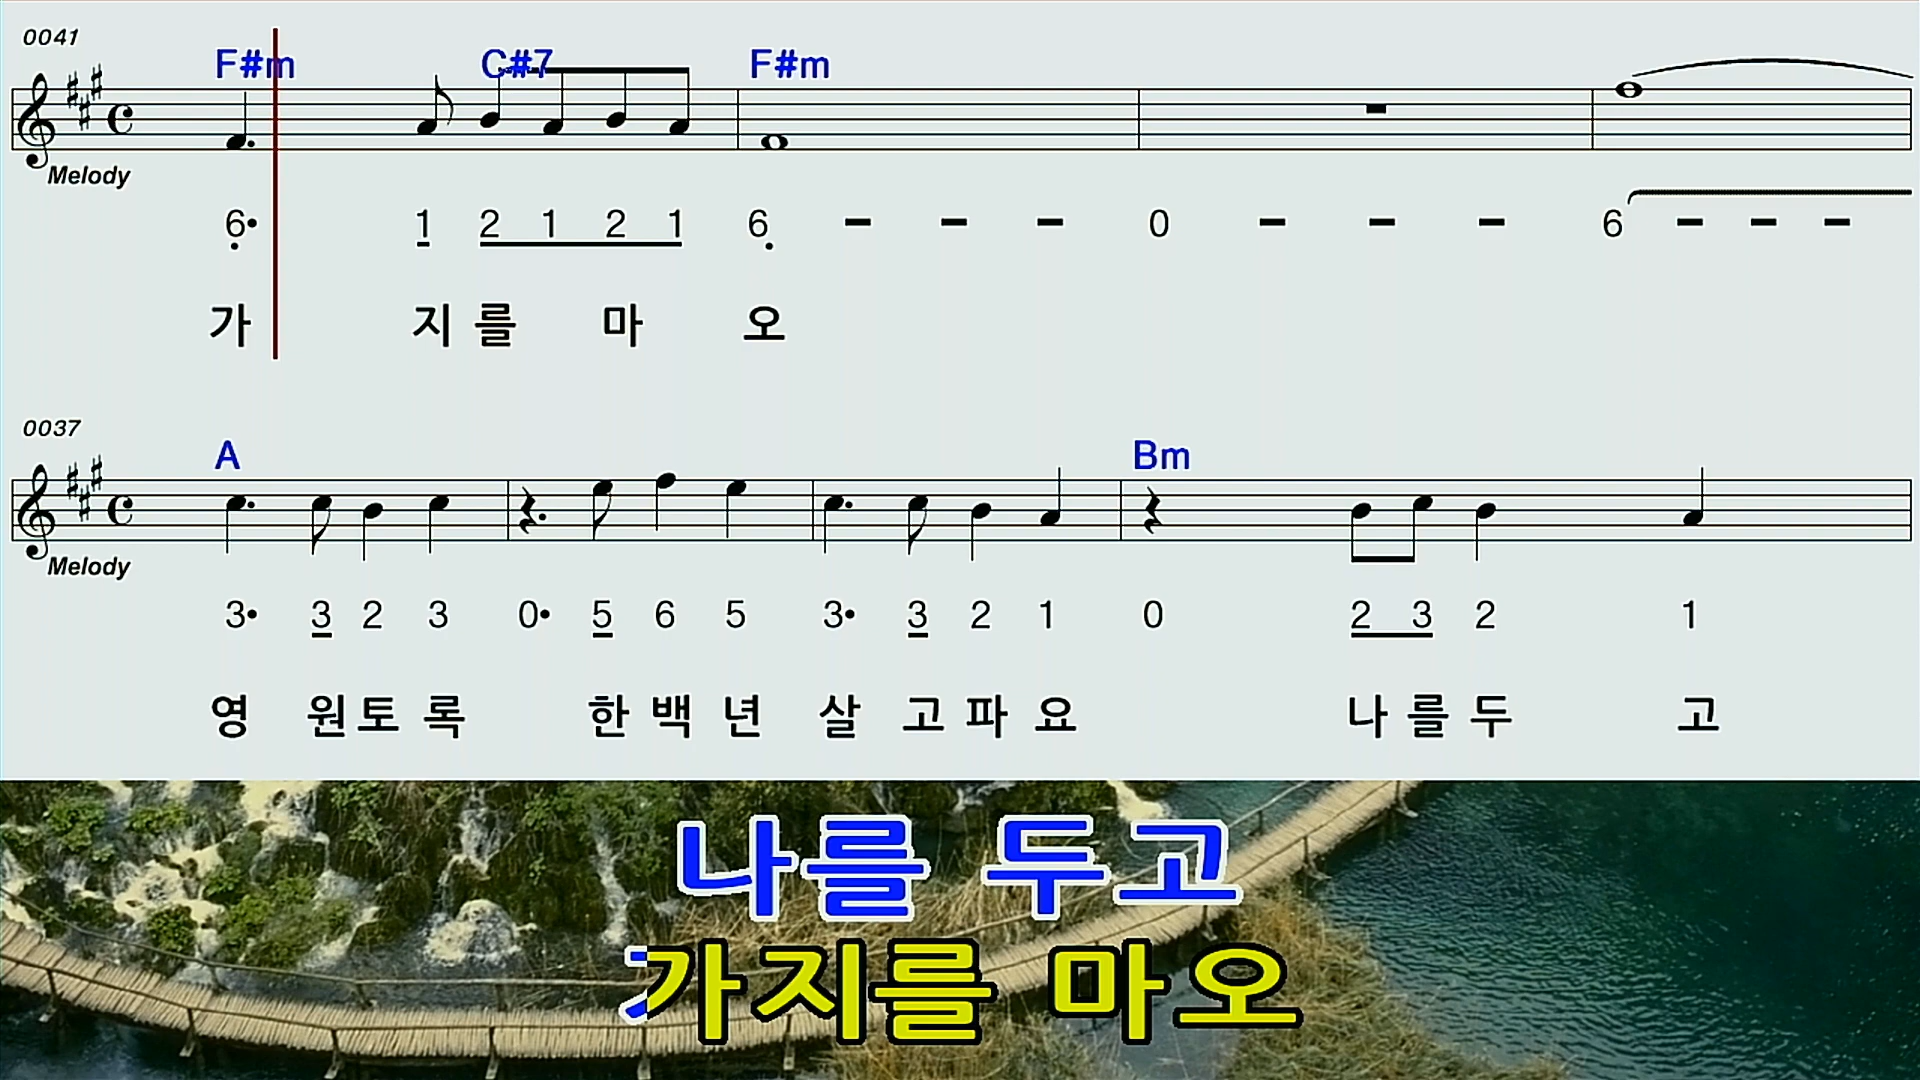 0041
F#m C#7 F#m
Melody
6• 1 2 1 2 1 6 – – – 0 – – – 6 – – –
가 지 를 마 오
0037
A Bm
Melody
3• 3 2 3 0• 5 6 5 3• 3 2 1 0 2 3 2 1
영 원 토 록 한 백 년 살 고 파 요 나 를 두 고
나를 두고
가지를 마오